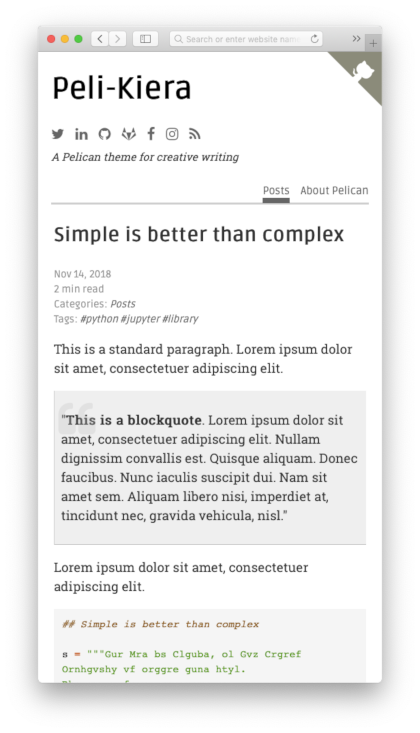 Search or enter website name
Peli-Kiera
A Pelican theme for creative writing
Posts About Pelican
Simple is better than complex
Nov 14, 2018
2 min read
Categories: Posts
Tags: #python #jupyter #library
This is a standard paragraph. Lorem ipsum dolor
sit amet, consectetuer adipiscing elit.
"This is a blockquote. Lorem ipsum dolor sit
amet, consectetuer adipiscing elit. Nullam
dignissim convallis est. Quisque aliquam. Donec
faucibus. Nunc iaculis suscipit dui. Nam sit
amet sem. Aliquam libero nisi, imperdiet at,
tincidunt nec, gravida vehicula, nisl."
Lorem ipsum dolor sit amet, consectetuer
adipiscing elit.
## Simple is better than complex
s = """Gur Mra bs Clguba, ol Gvz Crgref
Ornhgvshy vf orggre guna htyl.